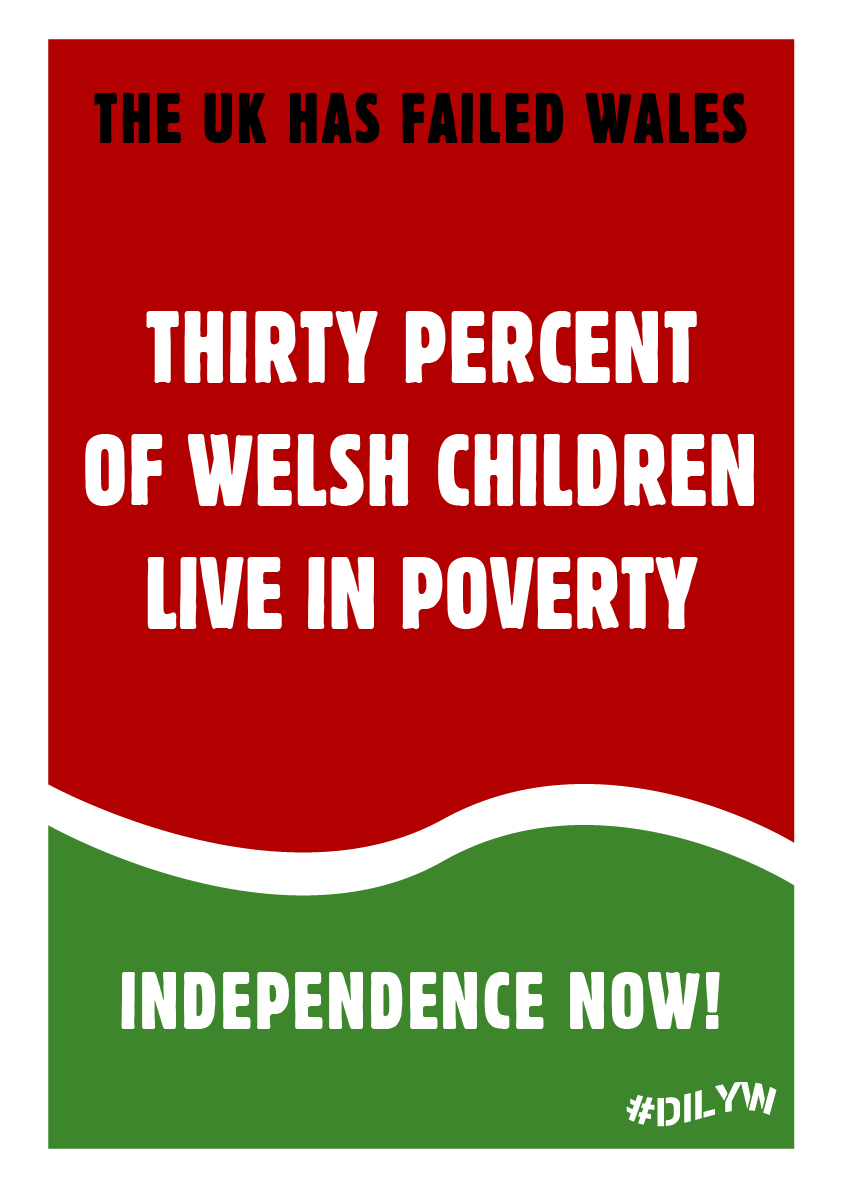 THE UK HAS FAILED WALES
THIRTY PERCENT
OF WELSH CHILDREN
LIVE IN POVERTY
INDEPENDENCE NOW!
#DILYW